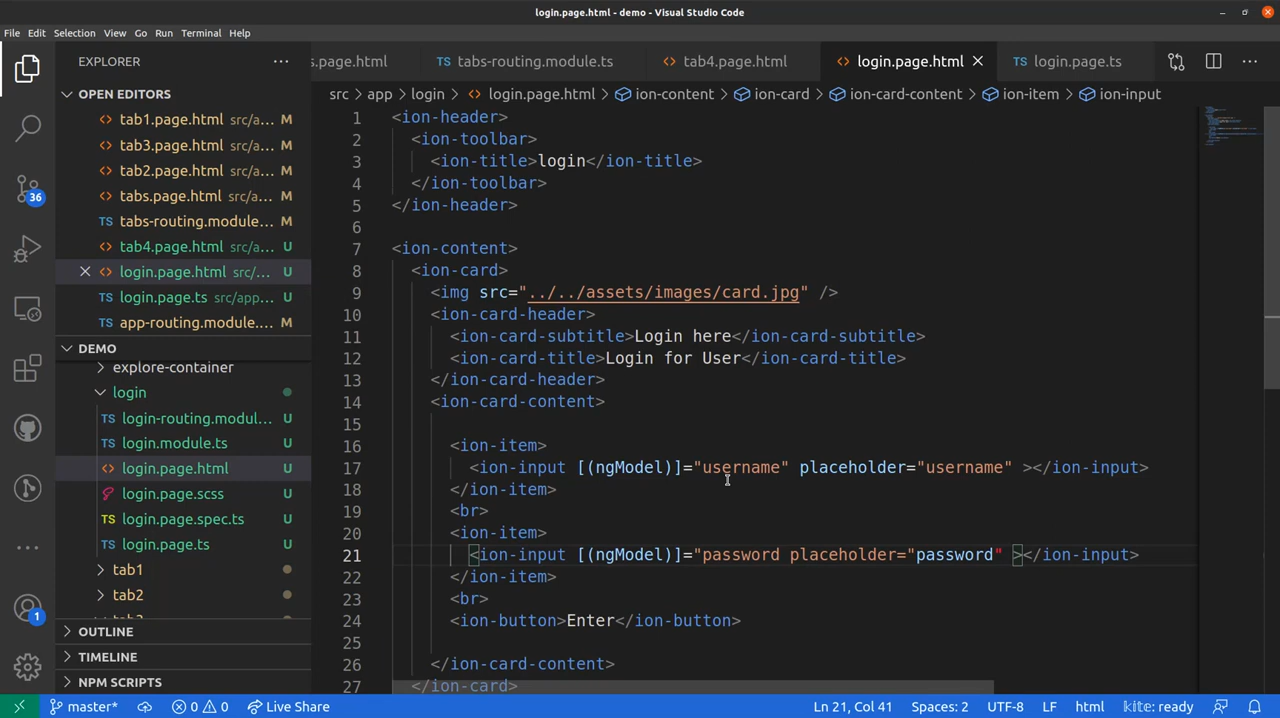 login.page.html - demo - Visual Studio Code
File Edit Selection View Go Run Terminal Help
EXPLORER
s.page.html tabs-routing.module.ts tab4.page.html login.page.html login.page.ts
OPEN EDITORS
tab1.page.html src/a... M
tab3.page.html src/a... M
tab2.page.html src/a... M
tabs.page.html src/a... M
TS tabs-routing.module... M
tab4.page.html src/a... U
login.page.html src/... U
TS login.page.ts src/app U
app-routing.module.... M
DEMO
explore-container
login
TS login-routing.modul... U
TS login.module.ts U
login.page.html U
login.page.scss U
TS login.page.spec.ts U
TS login.page.ts U
tab1
tab2
OUTLINE
TIMELINE
NPM SCRIPTS
36
1
src > app > login > login.page.html > ion-content > ion-card > ion-card-content > ion-item > ion-input
1 <ion-header>
2 <ion-toolbar>
3 <ion-title>login</ion-title>
4 </ion-toolbar>
5 </ion-header>
6
7 <ion-content>
8 <ion-card>
9 <img src="../../assets/images/card.jpg" />
10 <ion-card-header>
11 <ion-card-subtitle>Login here</ion-card-subtitle>
12 <ion-card-title>Login for User</ion-card-title>
13 </ion-card-header>
14 <ion-card-content>
15
16 <ion-item>
17 <ion-input [(ngModel)]="username" placeholder="username" ></ion-input>
18 </ion-item>
19 <br>
20 <ion-item>
21 <ion-input [(ngModel)]="password placeholder="password" ></ion-input>
22 </ion-item>
23 <br>
24 <ion-button>Enter</ion-button>
25
26 </ion-card-content>
27 </ion-card>
master* 0 0 Live Share Ln 21, Col 41 Spaces: 2 UTF-8 LF html kite: ready